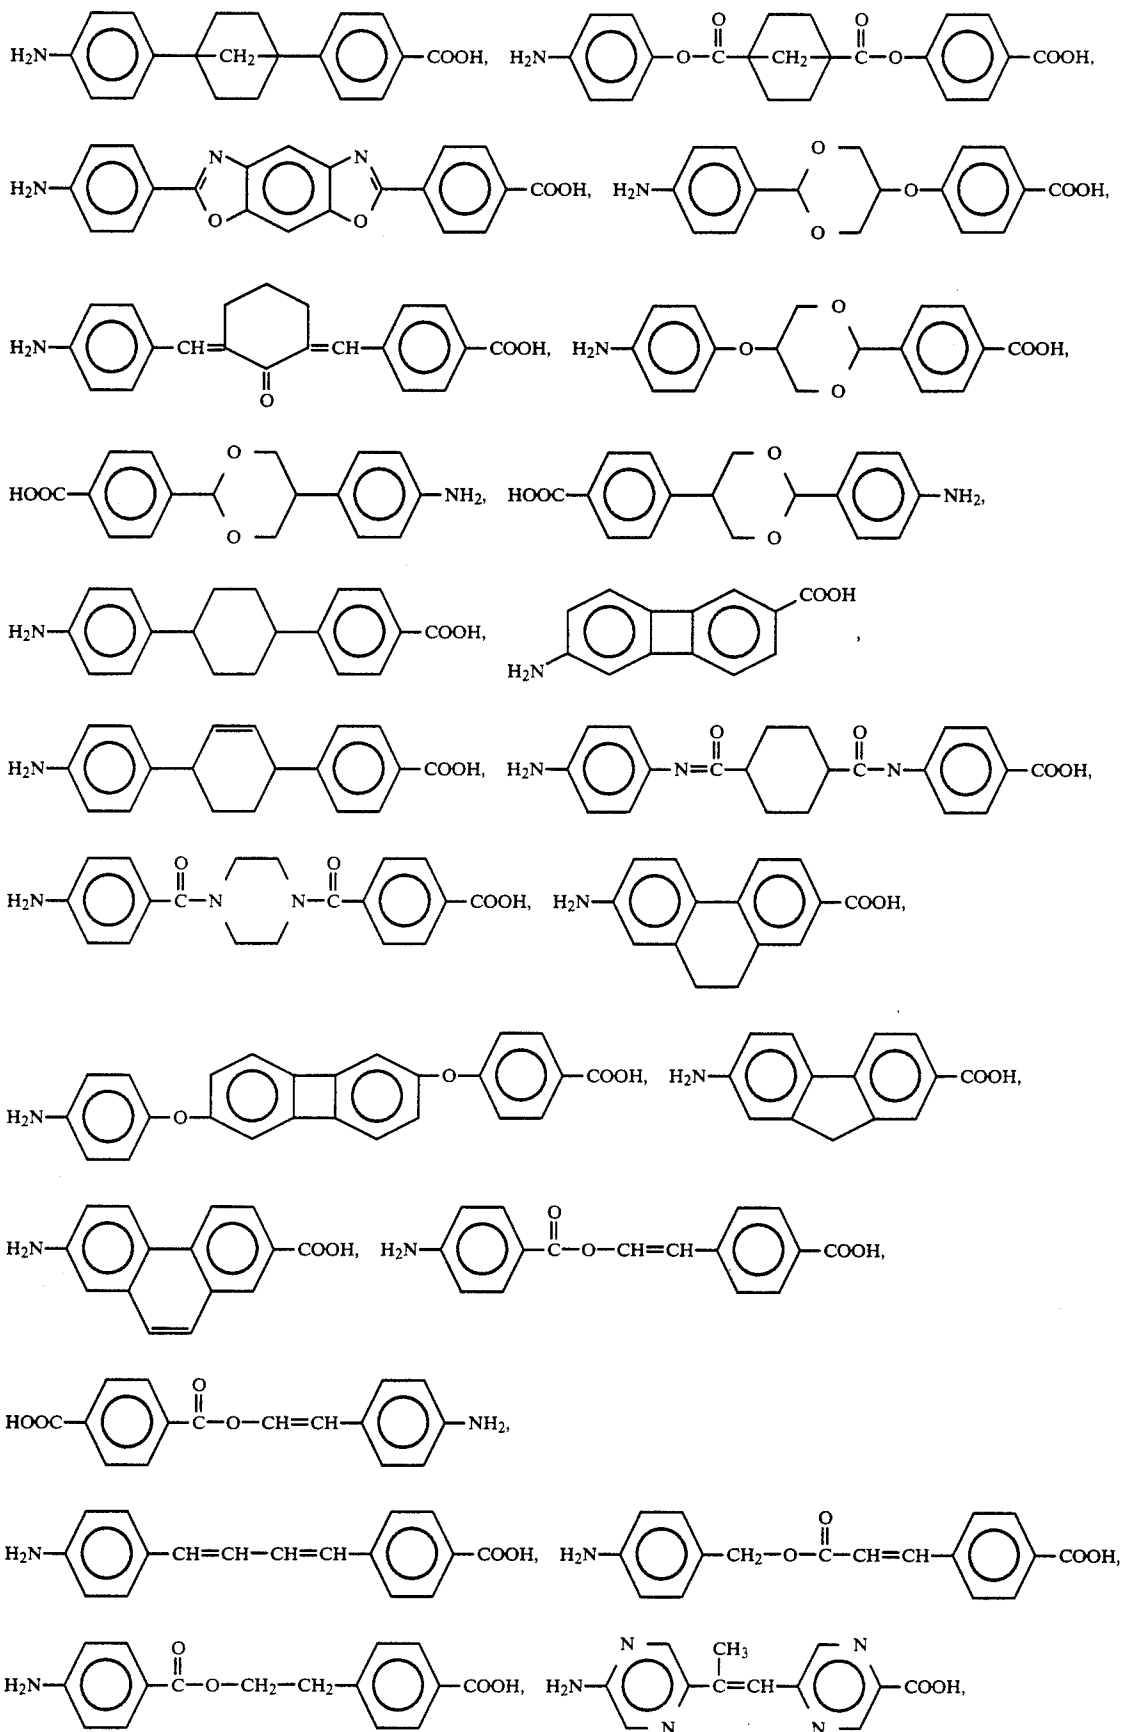 H₂N CH₂ COOH, H₂N O C O CH₂ C O O COOH,
H₂N N O N O COOH, H₂N O O O COOH,
H₂N CH CH O COOH, H₂N O O O COOH,
HOOC O O NH₂, HOOC O O NH₂,
H₂N COOH, H₂N COOH ,
H₂N COOH, H₂N N=C O C O N COOH,
H₂N C O N N C O COOH, H₂N COOH,
H₂N O O COOH, H₂N COOH,
H₂N COOH, H₂N C O O CH=CH COOH,
HOOC C O O CH=CH NH₂,
H₂N CH=CH CH=CH COOH, H₂N CH₂ O C O CH=CH COOH,
H₂N C O O CH₂ CH₂ COOH, H₂N N N CH₃ C=CH N N COOH,